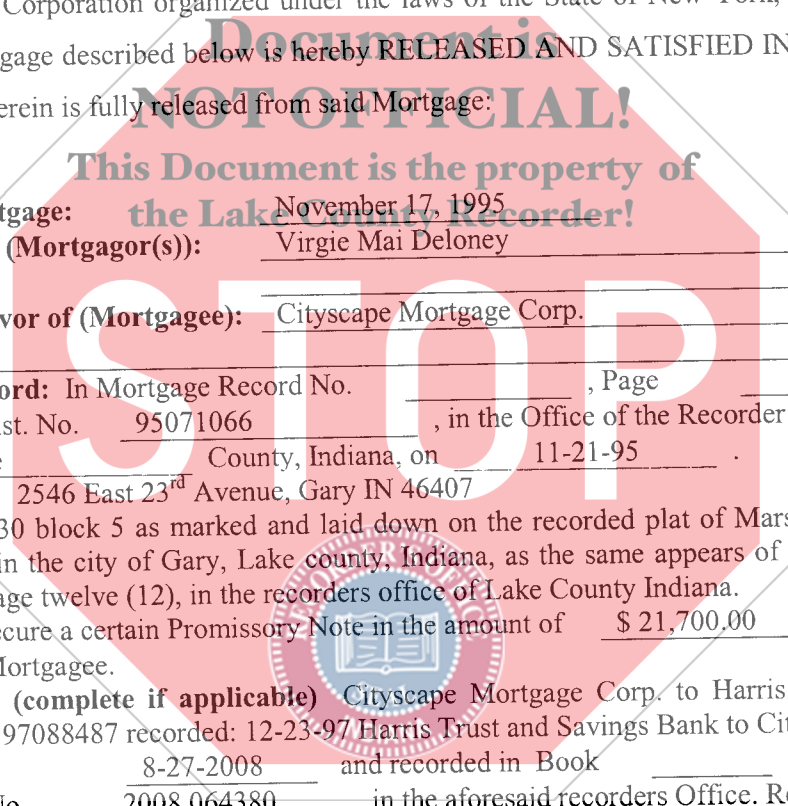 Corporation organized under the laws of the State of New York,
Document is
gage described below is hereby RELEASED AND SATISFIED IN
NOT OFFICIAL!
erein is fully released from said Mortgage:
This Document is the property of
the Lake County Recorder!
tgage: November 17, 1995
(Mortgagor(s)): Virgie Mai Deloney
STOP
vor of (Mortgagee): Cityscape Mortgage Corp.
ord: In Mortgage Record No. , Page
st. No. 95071066 , in the Office of the Recorder
County, Indiana, on 11-21-95 .
2546 East 23rd Avenue, Gary IN 46407
30 block 5 as marked and laid down on the recorded plat of Mars
in the city of Gary, Lake county, Indiana, as the same appears of
age twelve (12), in the recorders office of Lake County Indiana.
ecure a certain Promissory Note in the amount of $ 21,700.00
Mortgagee.
(complete if applicable) Cityscape Mortgage Corp. to Harris
97088487 recorded: 12-23-97 Harris Trust and Savings Bank to Cit
8-27-2008 and recorded in Book
No. 2008 064380 in the aforesaid recorders Office. Re